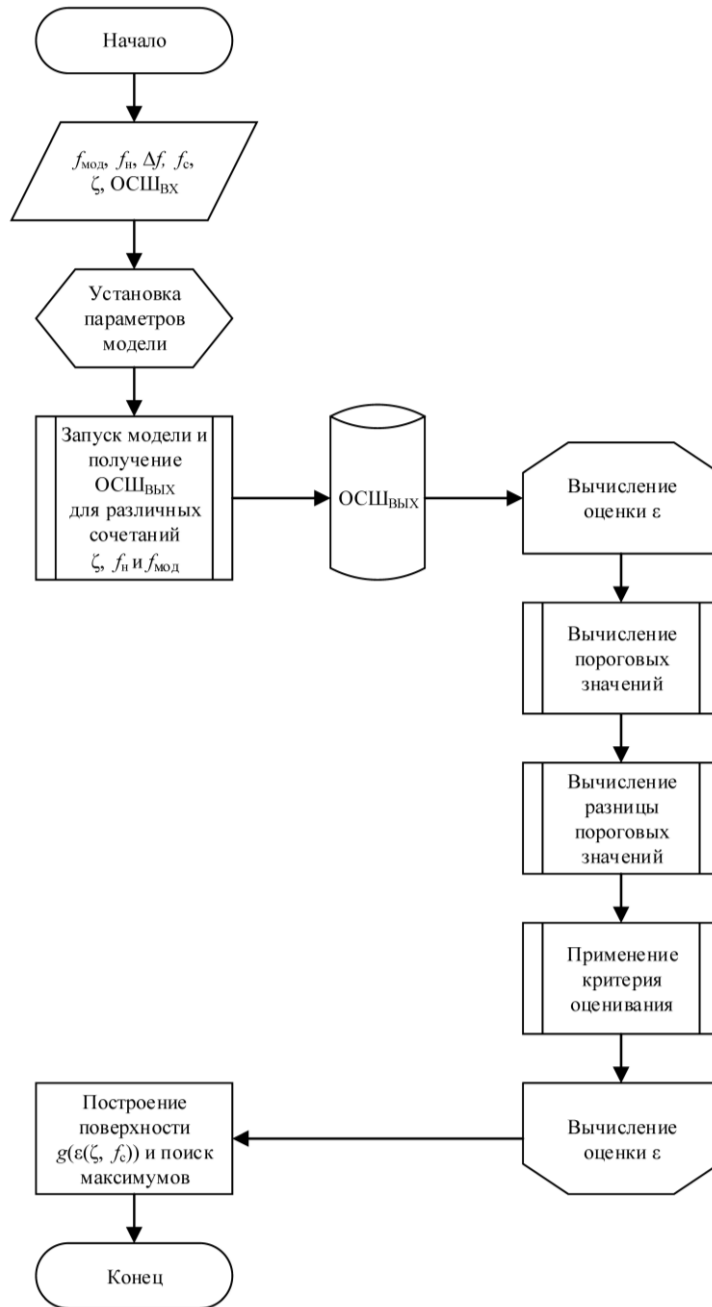 Начало
fмод, fн, Δf, fс,
ζ, ОСШВХ
Установка
параметров
модели
Запуск модели и
получение
ОСШВЫХ
для различных
сочетаний
ζ, fн и fмод
ОСШВЫХ
Вычисление
оценки ε
Вычисление
пороговых
значений
Вычисление
разницы
пороговых
значений
Применение
критерия
оценивания
Вычисление
оценки ε
Построение
поверхности
g(ε(ζ, fс)) и поиск
максимумов
Конец